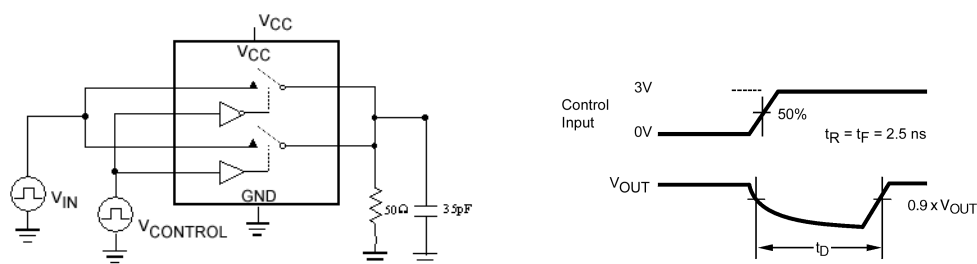 VCC
VCC
VIN
VCONTROL
GND
50Ω
35pF
Control
Input
3V
0V
50%
tR = tF = 2.5 ns
VOUT
0.9 x VOUT
tD